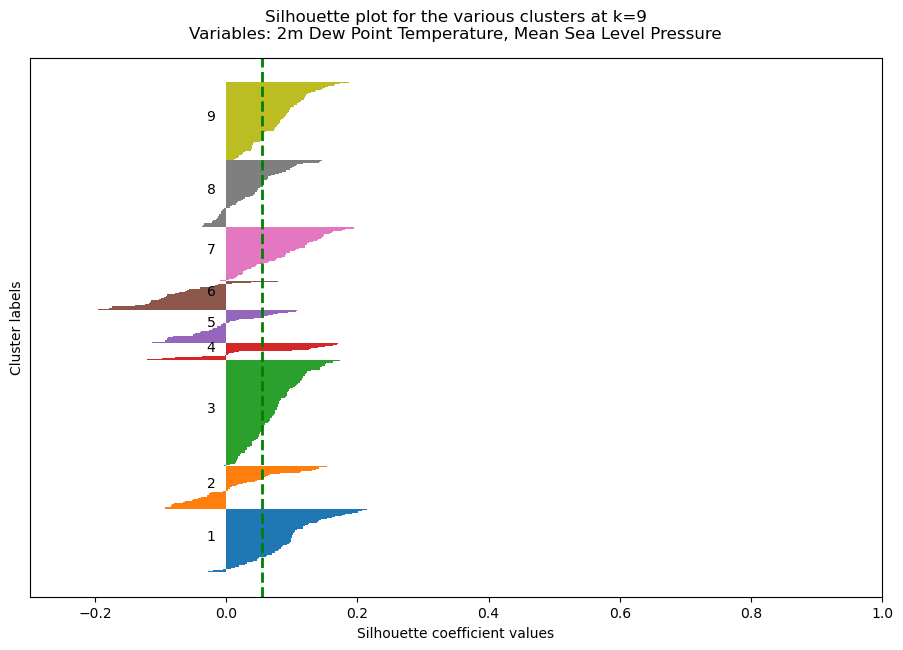 Silhouette plot for the various clusters at k=9
Variables: 2m Dew Point Temperature, Mean Sea Level Pressure
Cluster labels
9
8
7
6
5
4
3
2
1
−0.2 0.0 0.2 0.4 0.6 0.8 1.0
Silhouette coefficient values